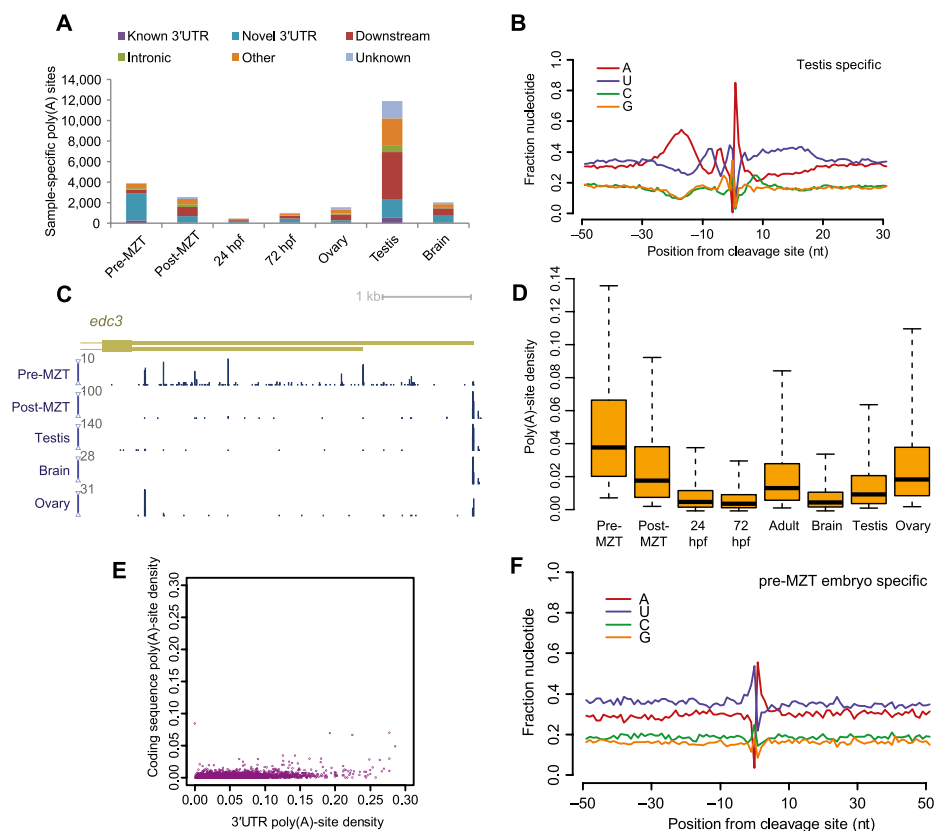 A
Known 3′UTR
Novel 3′UTR
Downstream
Intronic
Other
Unknown
Sample-specific poly(A) sites
14,000
12,000
10,000
8,000
6,000
4,000
2,000
0
Pre-MZT
Post-MZT
24 hpf
72 hpf
Ovary
Testis
Brain
B
Testis specific
A
U
C
G
Fraction nucleotide
1.0
0.8
0.6
0.4
0.2
0.0
−50 −30 −10 10 30 31
Position from cleavage site (nt)
C
1 kb
edc3
10
Pre-MZT
100
Post-MZT
140
Testis
28
Brain
31
Ovary
D
Poly(A)-site density
0.14
0.12
0.10
0.08
0.06
0.04
0.02
0.00
Pre-MZT
Post-MZT
24 hpf
72 hpf
Adult
Brain
Testis
Ovary
E
Coding sequence poly(A)-site density
0.30
0.25
0.20
0.15
0.10
0.05
0.00
0.00 0.05 0.10 0.15 0.20 0.25 0.30
3′UTR poly(A)-site density
F
pre-MZT embryo specific
A
U
C
G
Fraction nucleotide
1.0
0.8
0.6
0.4
0.2
0.0
−50 −30 −10 10 30 50
Position from cleavage site (nt)